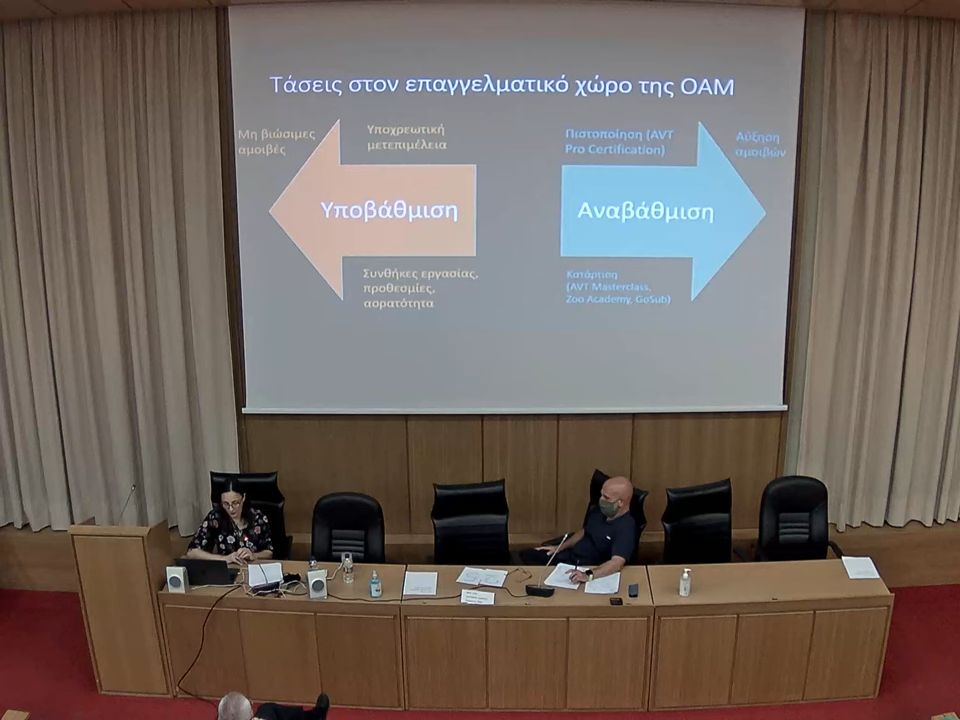 Τάσεις στον επαγγελματικό χώρο της ΟΑΜ
Μη βιώσιμες
αμοιβές
Υποχρεωτική
μετεπιμέλεια
Υποβάθμιση
Συνθήκες εργασίας,
προθεσμίες,
αορατότητα
Πιστοποίηση (AVT
Pro Certification)
Αύξηση
αμοιβών
Αναβάθμιση
Κατάρτιση
(AVT Masterclass,
Zoo Academy, GoSub)